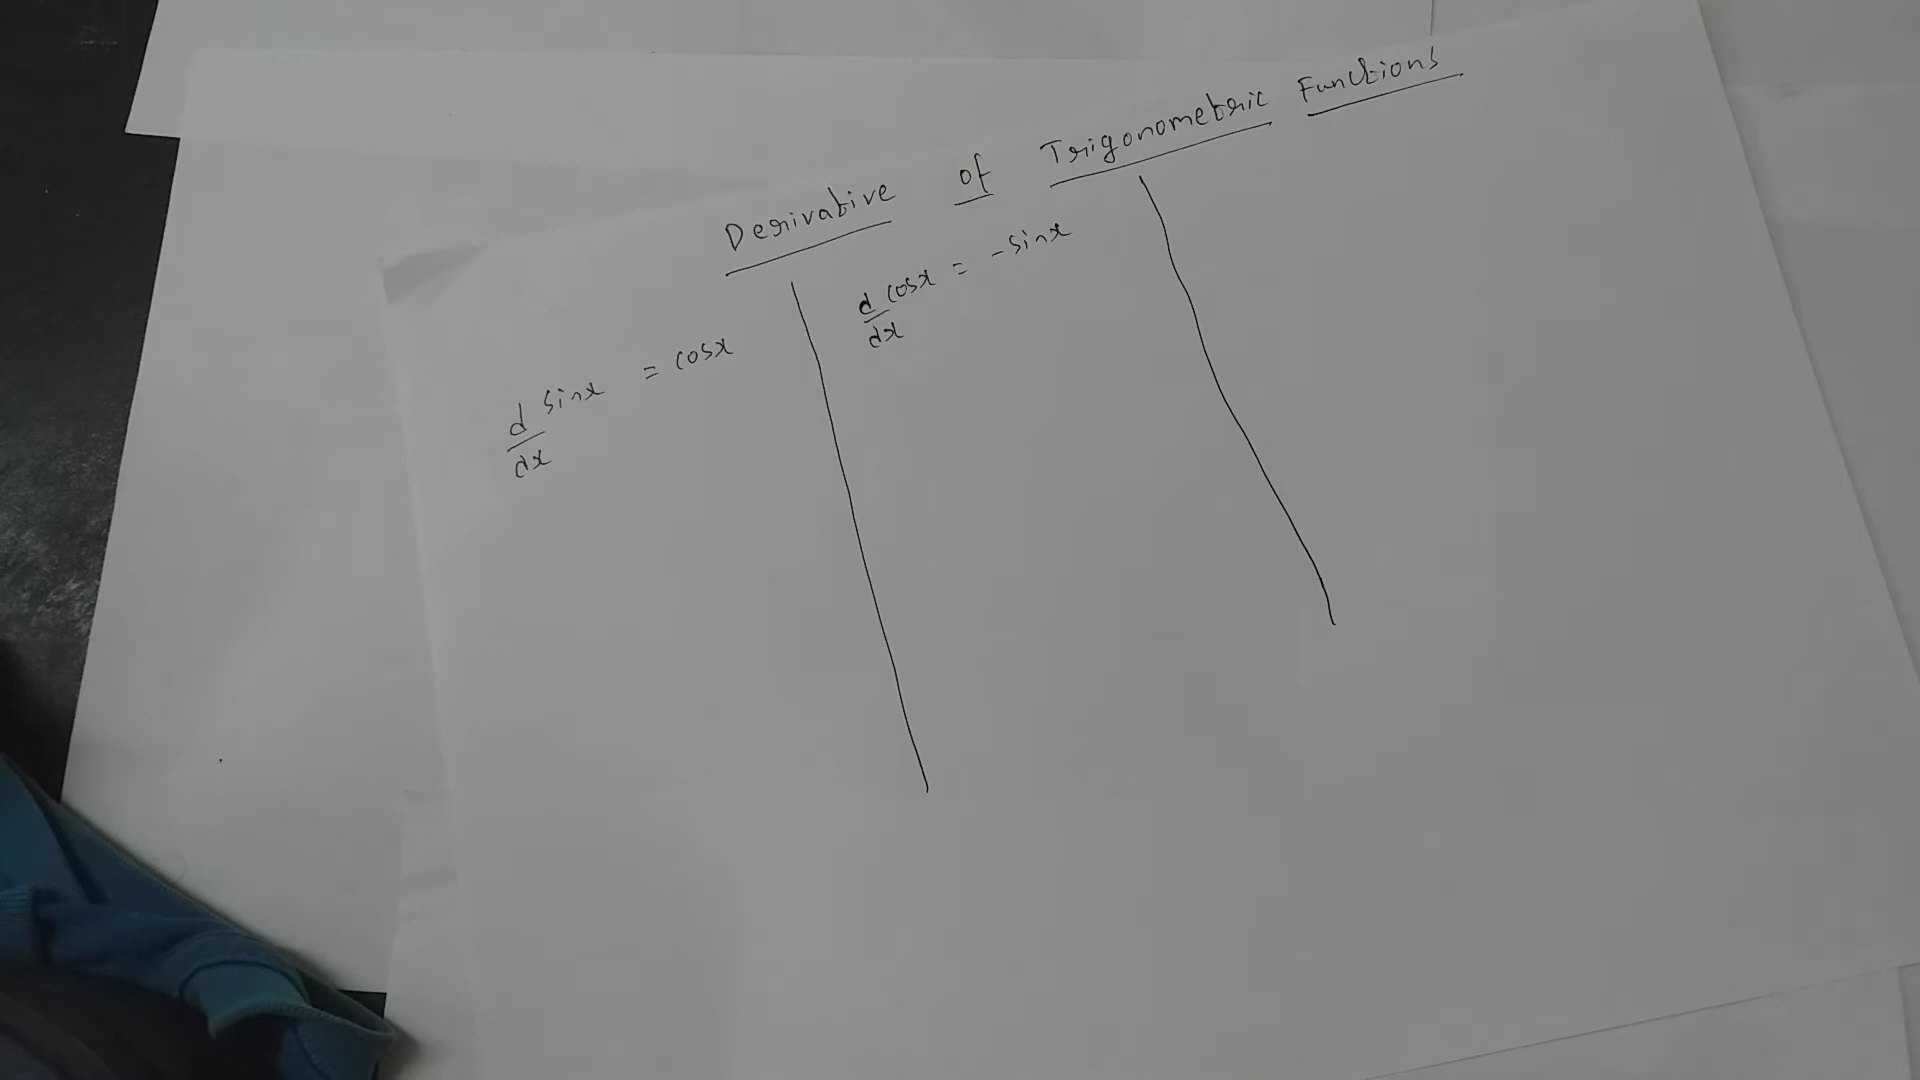 Derivative of Trigonometric Functions
d/dx sinx = cosx
d/dx cosx = -sinx